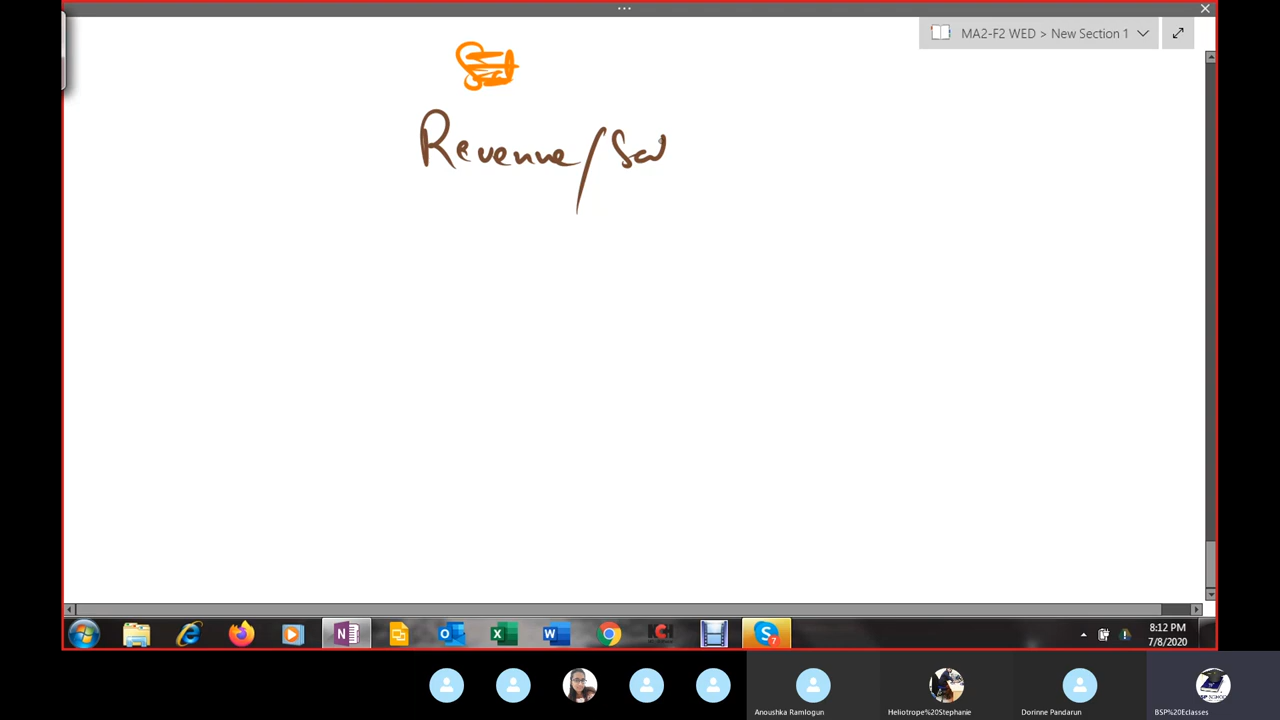 MA2-F2 WED > New Section 1
Revenue/Sal
8:12 PM
7/8/2020
Anoushka Ramlogun
Heliotrope%20Stephanie
Dorinne Pandarun
BSP%20Eclasses